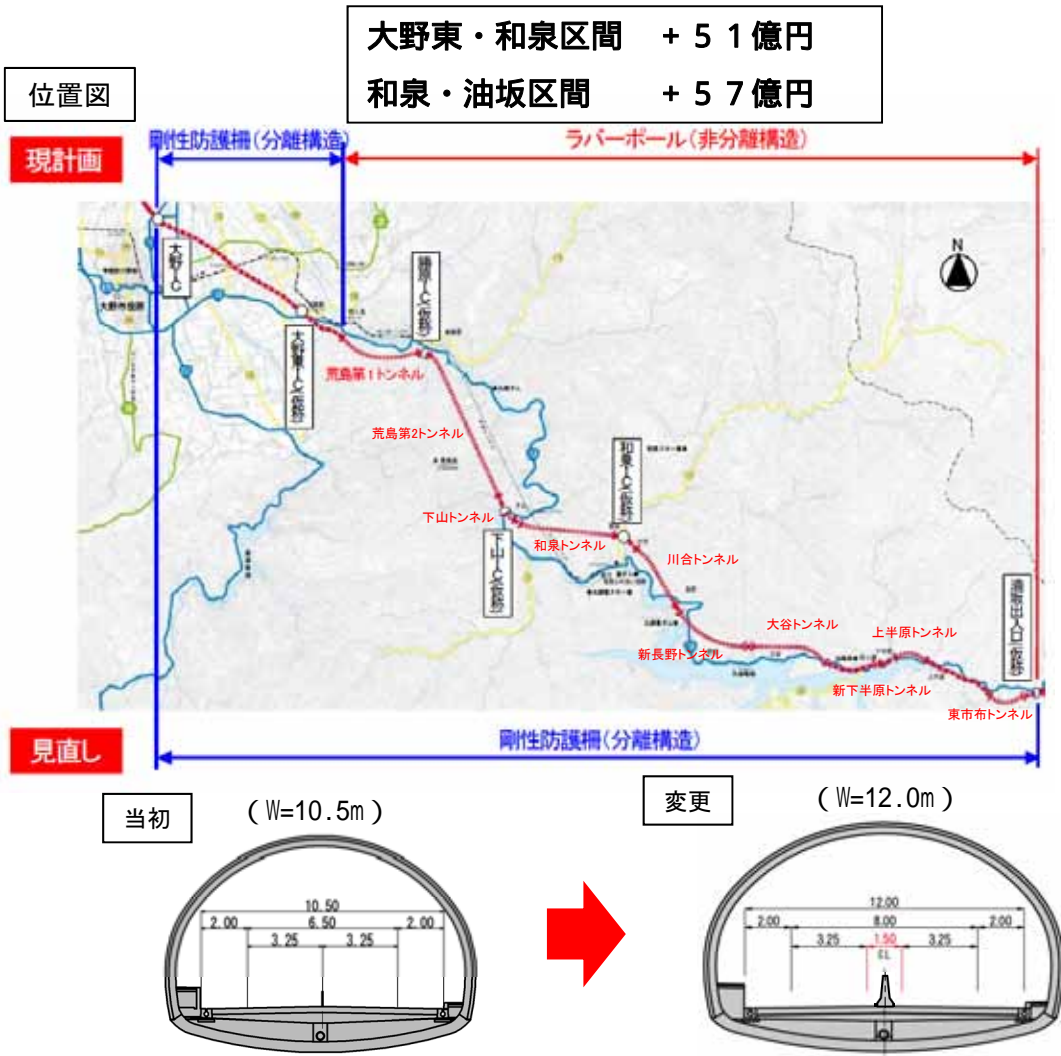 大野東・和泉区間　+５１億円
和泉・油坂区間　+５７億円
位置図
剛性防護柵(分離構造)
ラバーポール(非分離構造)
現計画
N
大野IC
大野市役所
勝原IC(仮称)
大野東IC(仮称)
荒島第1トンネル
荒島第2トンネル
和泉IC(仮称)
下山トンネル
和泉トンネル
川合トンネル
下山IC(仮称)
油坂出入口(仮称)
大谷トンネル
上半原トンネル
新長野トンネル
新下半原トンネル
東市布トンネル
剛性防護柵(分離構造)
見直し
当初
(W=10.5m)
変更
(W=12.0m)
10.50
2.00 6.50 2.00
3.25 3.25
12.00
2.00 8.00 2.00
3.25 1.50 3.25
CL